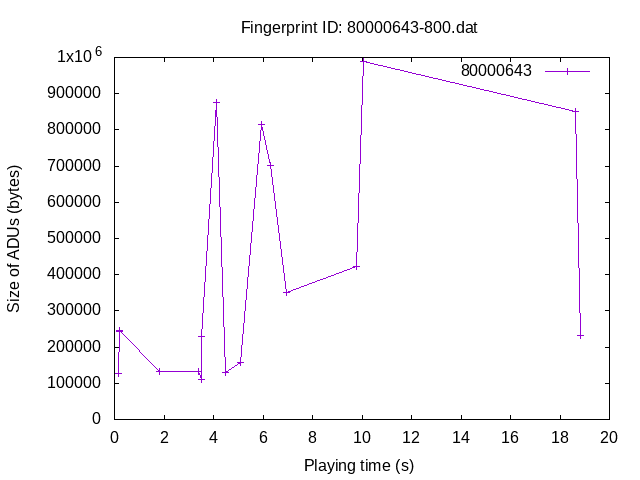 Fingerprint ID: 80000643-800.dat
1x10^6
900000
800000
700000
600000
500000
400000
300000
200000
100000
0
80000643
Size of ADUs (bytes)
0 2 4 6 8 10 12 14 16 18 20
Playing time (s)